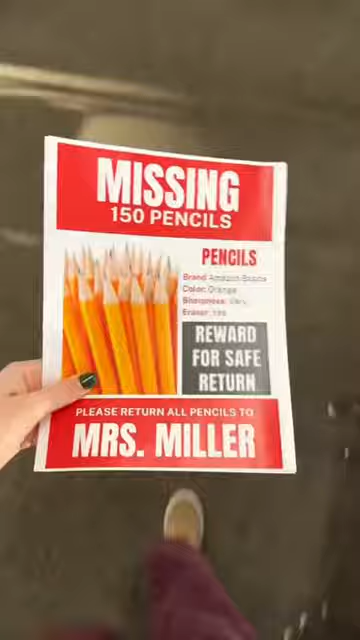 MISSING
150 PENCILS
PENCILS
Brand: Amazon Basics
Color: Orange
Sharpness: Very
Eraser: Yes
REWARD
FOR SAFE
RETURN
PLEASE RETURN ALL PENCILS TO
MRS. MILLER